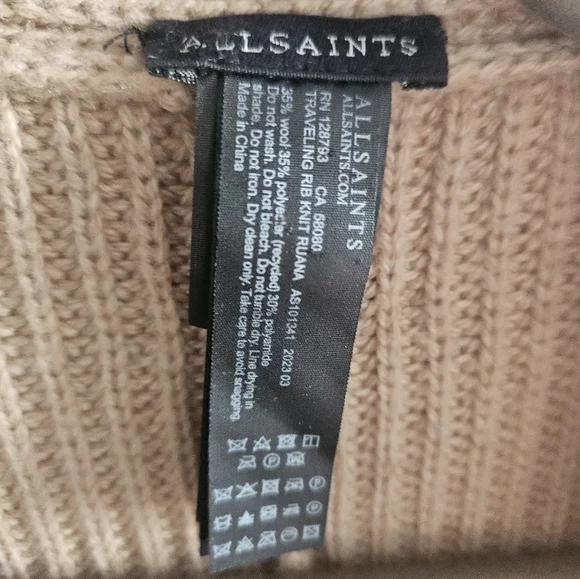 ALLSAINTS
ALLSAINTS
ALLSAINTS.COM
RN 128793 CA 58080
TRAVELING RIB KNIT RUANA AS101341 2023 03
35% wool 35% polyester (recycled) 30% polyamide
Do not wash. Do not bleach. Do not tumble dry. Line drying in
shade. Do not iron. Dry clean only. Take care to avoid snagging.
Made in China